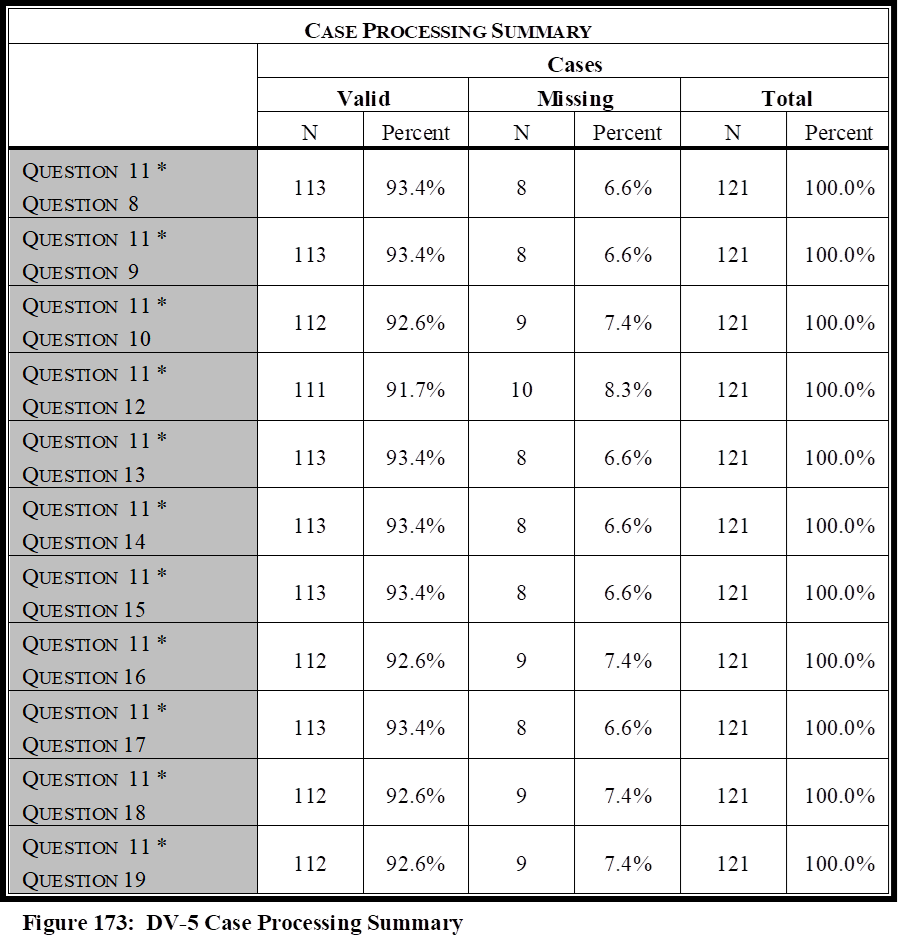 CASE PROCESSING SUMMARY
Cases
Valid Missing Total
N Percent N Percent N Percent
QUESTION 11 *
QUESTION 8
113 93.4% 8 6.6% 121 100.0%
QUESTION 11 *
QUESTION 9
113 93.4% 8 6.6% 121 100.0%
QUESTION 11 *
QUESTION 10
112 92.6% 9 7.4% 121 100.0%
QUESTION 11 *
QUESTION 12
111 91.7% 10 8.3% 121 100.0%
QUESTION 11 *
QUESTION 13
113 93.4% 8 6.6% 121 100.0%
QUESTION 11 *
QUESTION 14
113 93.4% 8 6.6% 121 100.0%
QUESTION 11 *
QUESTION 15
113 93.4% 8 6.6% 121 100.0%
QUESTION 11 *
QUESTION 16
112 92.6% 9 7.4% 121 100.0%
QUESTION 11 *
QUESTION 17
113 93.4% 8 6.6% 121 100.0%
QUESTION 11 *
QUESTION 18
112 92.6% 9 7.4% 121 100.0%
QUESTION 11 *
QUESTION 19
112 92.6% 9 7.4% 121 100.0%
Figure 173: DV-5 Case Processing Summary